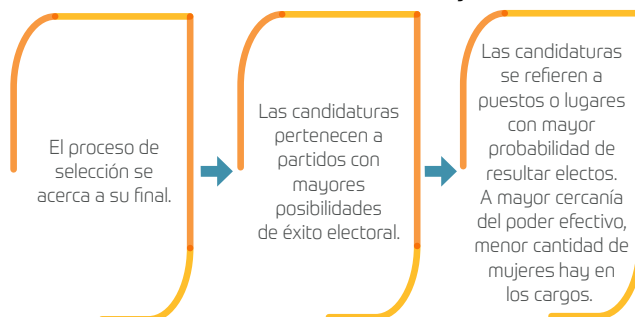 El proceso de
selección se
acerca a su final.
Las candidaturas
pertenecen a
partidos con
mayores
posibilidades
de éxito electoral.
Las candidaturas
se refieren a
puestos o lugares
con mayor
probabilidad de
resultar electos.
A mayor cercanía
del poder efectivo,
menor cantidad de
mujeres hay en
los cargos.